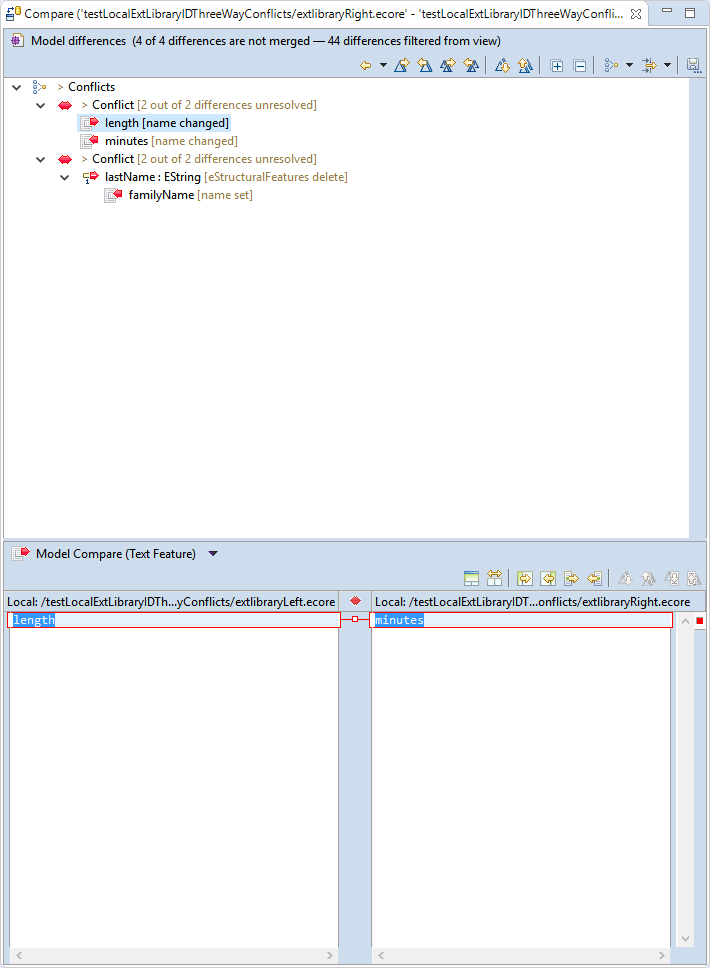 Compare ('testLocalExtLibraryIDThreeWayConflicts/extlibraryRight.ecore' - 'testLocalExtLibraryIDThreeWayConfli...
Model differences (4 of 4 differences are not merged — 44 differences filtered from view)
> Conflicts
> Conflict [2 out of 2 differences unresolved]
length [name changed]
minutes [name changed]
> Conflict [2 out of 2 differences unresolved]
lastName : EString [eStructuralFeatures delete]
familyName [name set]
Model Compare (Text Feature)
Local: /testLocalExtLibraryIDTh...yConflicts/extlibraryLeft.ecore
Local: /testLocalExtLibraryIDT...onflicts/extlibraryRight.ecore
length
minutes